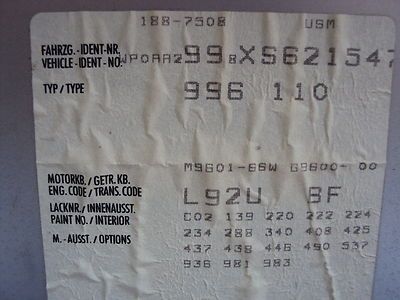 188-7508 USM
FAHRZG.-IDENT-NR.
VEHICLE-IDENT-NO. WP0AA2998XS621547
TYP / TYPE 996 110
M9601-66W G9600- 00
MOTORKB. / GETR. KB.
ENG. CODE / TRANS. CODE L92U 8F
LACKNR. / INNENAUSST.
PAINT NO. / INTERIOR
C02 139 220 222 224
234 288 340 408 425
M.-AUSST. / OPTIONS 437 438 446 490 537
936 981 983